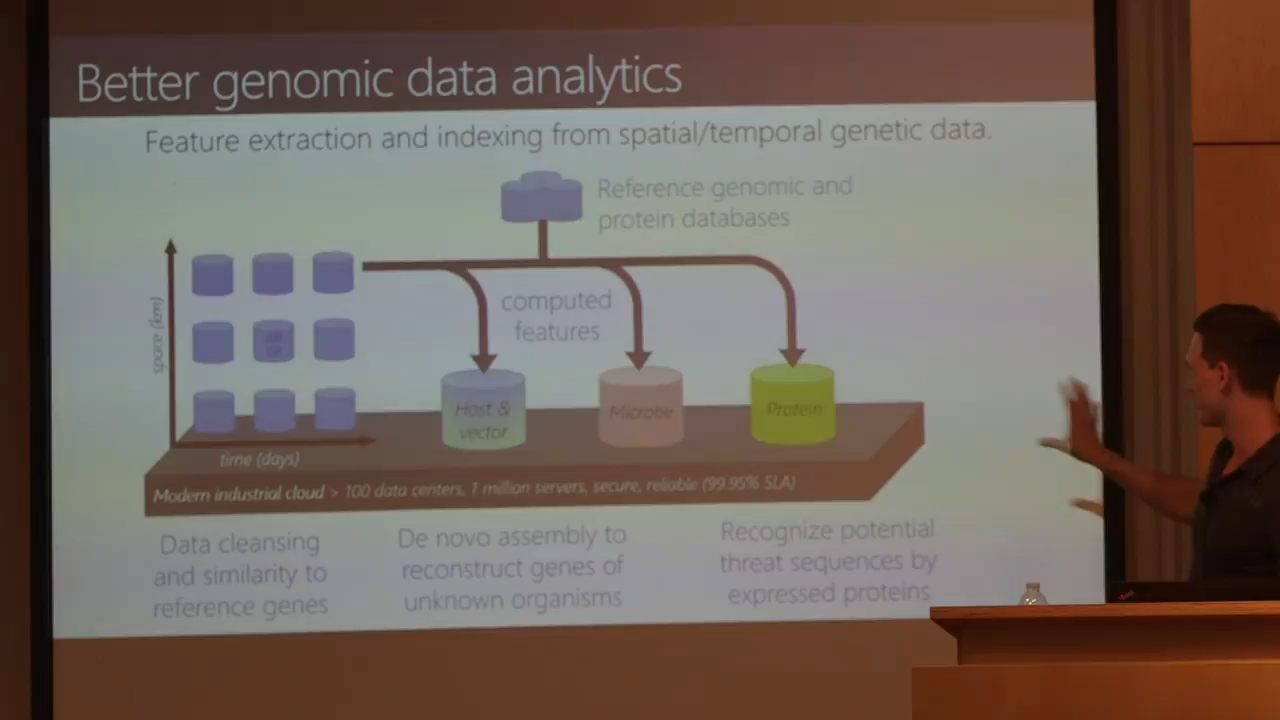 Better genomic data analytics
Feature extraction and indexing from spatial/temporal genetic data.
Reference genomic and
protein databases
space (km)
computed
features
Host &
vector
Microbe
Protein
time (days)
Modern industrial cloud > 100 data centers, 1 million servers, secure, reliable (99.95% SLA)
Data cleansing
and similarity to
reference genes
De novo assembly to
reconstruct genes of
unknown organisms
Recognize potential
threat sequences by
expressed proteins